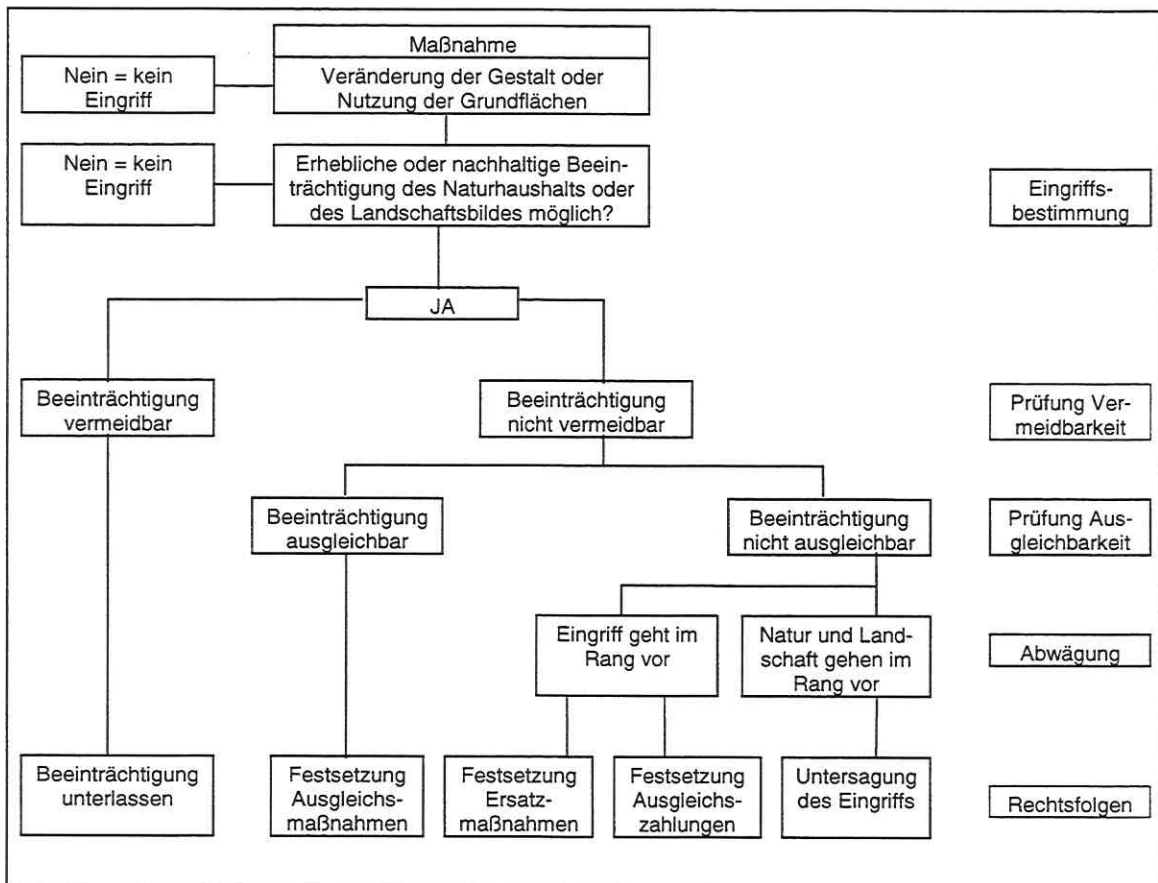 Maßnahme
Nein = kein
Eingriff
Veränderung der Gestalt oder
Nutzung der Grundflächen
Nein = kein
Eingriff
Erhebliche oder nachhaltige Beein-
trächtigung des Naturhaushalts oder
des Landschaftsbildes möglich?
Eingriffs-
bestimmung
JA
Beeinträchtigung
vermeidbar
Beeinträchtigung
nicht vermeidbar
Prüfung Ver-
meidbarkeit
Beeinträchtigung
ausgleichbar
Beeinträchtigung
nicht ausgleichbar
Prüfung Aus-
gleichbarkeit
Eingriff geht im
Rang vor
Natur und Land-
schaft gehen im
Rang vor
Abwägung
Beeinträchtigung
unterlassen
Festsetzung
Ausgleichs-
maßnahmen
Festsetzung
Ersatz-
maßnahmen
Festsetzung
Ausgleichs-
zahlungen
Untersagung
des Eingriffs
Rechtsfolgen